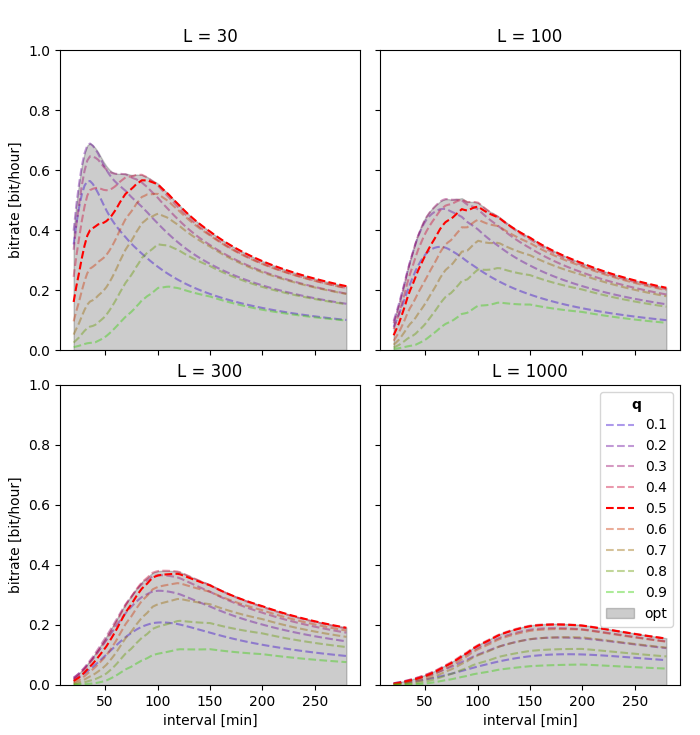 L = 30
L = 100
bitrate [bit/hour]
1.0
0.8
0.6
0.4
0.2
0.0
50
100
150
200
250
L = 300
L = 1000
bitrate [bit/hour]
1.0
0.8
0.6
0.4
0.2
0.0
q
0.1
0.2
0.3
0.4
0.5
0.6
0.7
0.8
0.9
opt
50 100 150 200 250
50 100 150 200 250
interval [min]
interval [min]